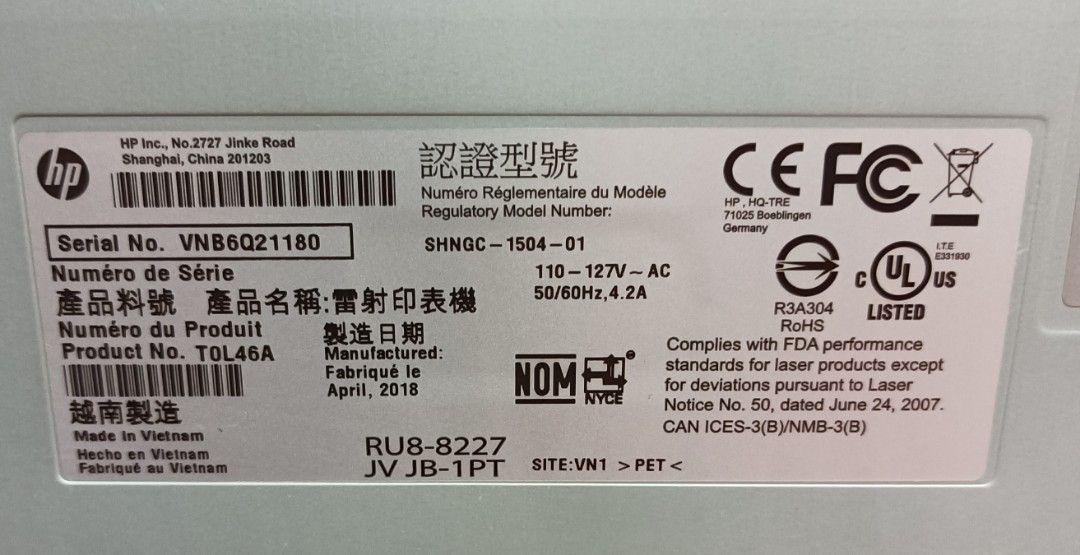 hp
HP Inc., No.2727 Jinke Road
Shanghai, China 201203
Serial No. VNB6Q21180
Numéro de Série
產品料號 產品名稱:雷射印表機
Numéro du Produit
Product No. T0L46A
製造日期
Manufactured:
Fabriqué le
April, 2018
越南製造
Made in Vietnam
Hecho en Vietnam
Fabriqué au Vietnam
認證型號
Numéro Réglementaire du Modèle
Regulatory Model Number:
SHNGC-1504-01
110-127V~AC
50/60Hz,4.2A
NOM
NYCE
RU8-8227
JV JB-1PT
SITE:VN1 >PET<
CE FC
HP , HQ-TRE
71025 Boeblingen
Germany
R3A304
RoHS
C UL US
LISTED
I.T.E
E331930
Complies with FDA performance
standards for laser products except
for deviations pursuant to Laser
Notice No. 50, dated June 24, 2007.
CAN ICES-3(B)/NMB-3(B)